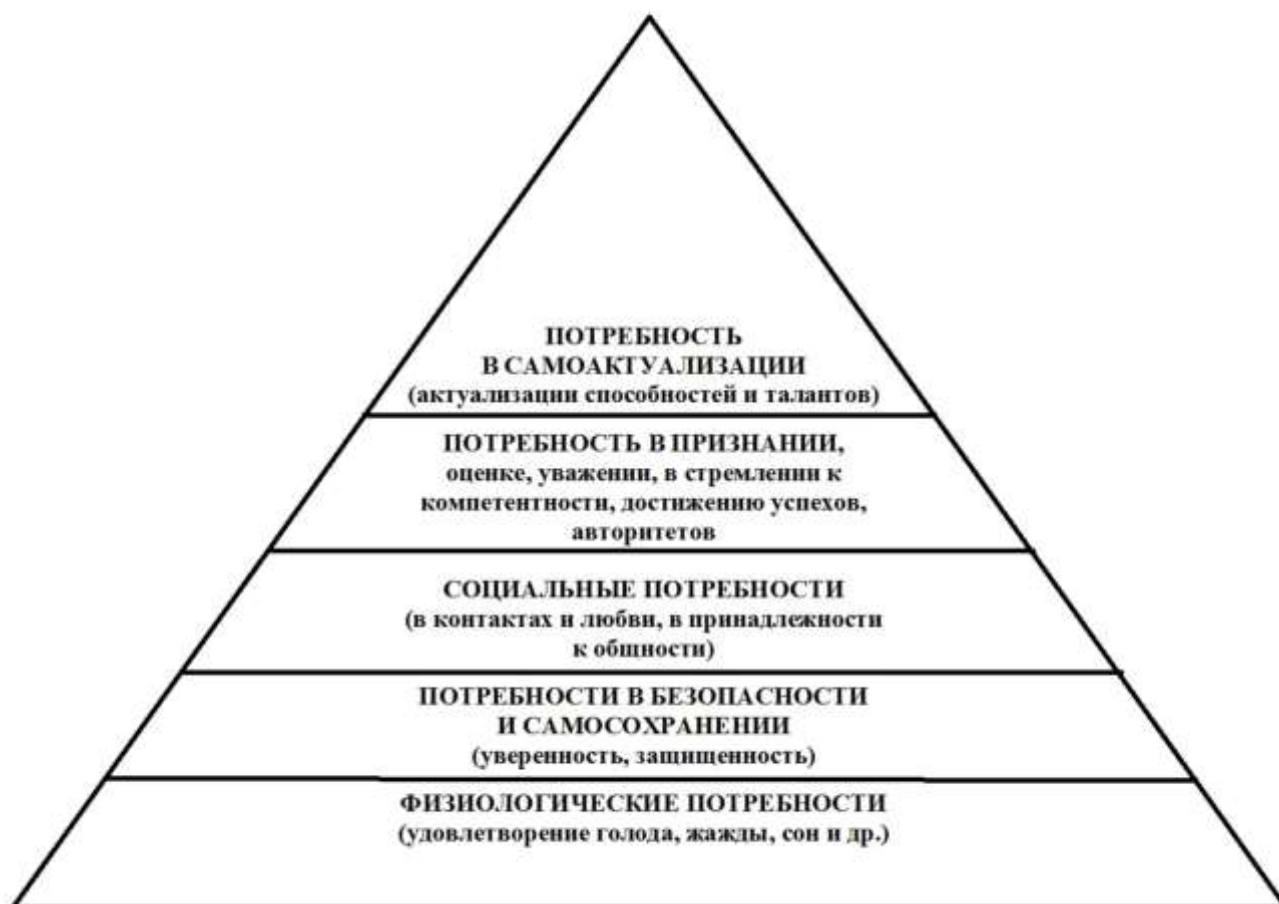 ПОТРЕБНОСТЬ
В САМОАКТУАЛИЗАЦИИ
(актуализации способностей и талантов)
ПОТРЕБНОСТЬ В ПРИЗНАНИИ,
оценке, уважении, в стремлении к
компетентности, достижению успехов,
авторитетов
СОЦИАЛЬНЫЕ ПОТРЕБНОСТИ
(в контактах и любви, в принадлежности
к общности)
ПОТРЕБНОСТИ В БЕЗОПАСНОСТИ
И САМОСОХРАНЕНИИ
(уверенность, защищенность)
ФИЗИОЛОГИЧЕСКИЕ ПОТРЕБНОСТИ
(удовлетворение голода, жажды, сон и др.)